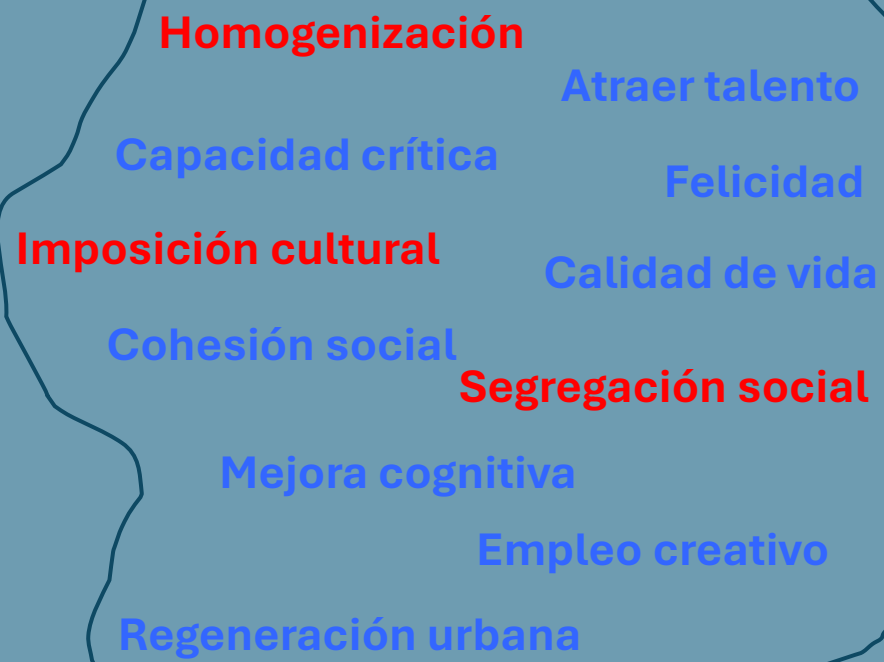 Homogenización
Atraer talento
Capacidad crítica
Felicidad
Imposición cultural
Calidad de vida
Cohesión social
Segregación social
Mejora cognitiva
Empleo creativo
Regeneración urbana